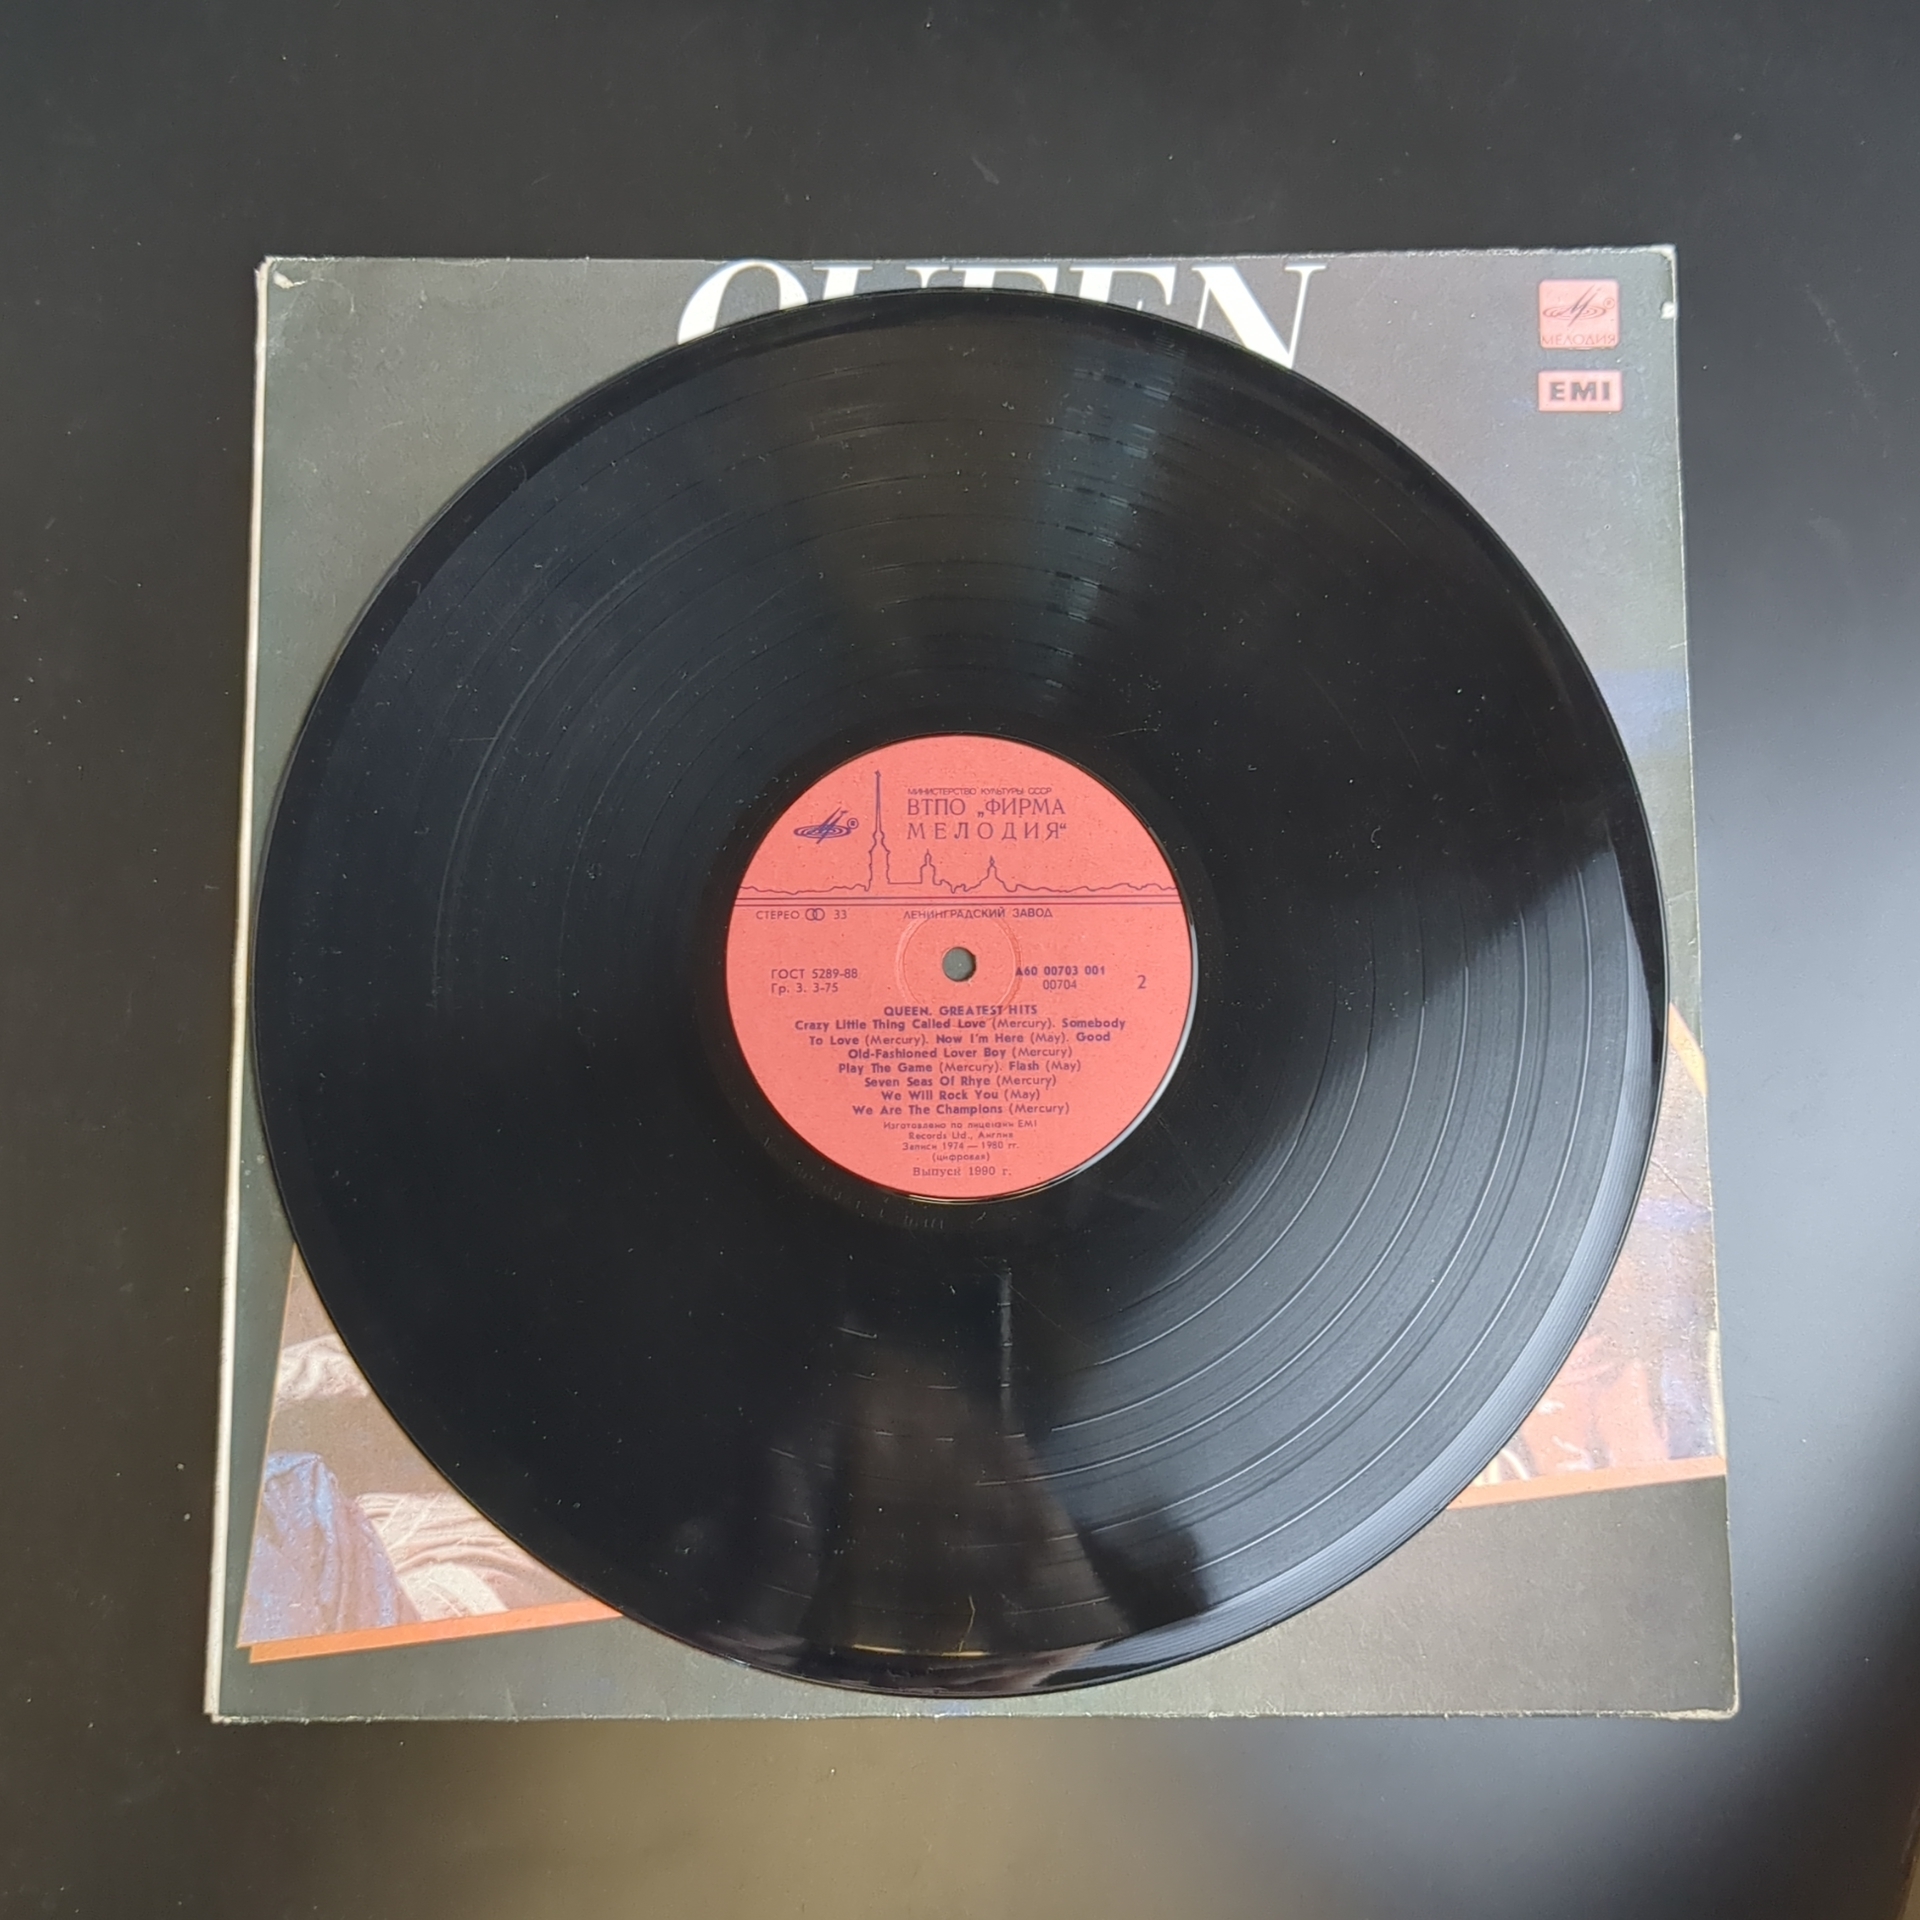 QUEEN
МЕЛОДИЯ
EMI
МИНИСТЕРСТВО КУЛЬТУРЫ СССР
ВТПО „ФИРМА
МЕЛОДИЯ“
СТЕРЕО 33
ЛЕНИНГРАДСКИЙ ЗАВОД
ГОСТ 5289-88
Гр. 3. 3-75
А60 00703 001
00704
2
QUEEN. GREATEST HITS
Crazy Little Thing Called Love (Mercury). Somebody
To Love (Mercury). Now I'm Here (May). Good
Old-Fashioned Lover Boy (Mercury)
Play The Game (Mercury). Flash (May)
Seven Seas Of Rhye (Mercury)
We Will Rock You (May)
We Are The Champions (Mercury)
Изготовлено по лицензии EMI
Records Ltd., Англия
Записи 1974 — 1980 гг.
(цифровая)
Выпуск 1990 г.